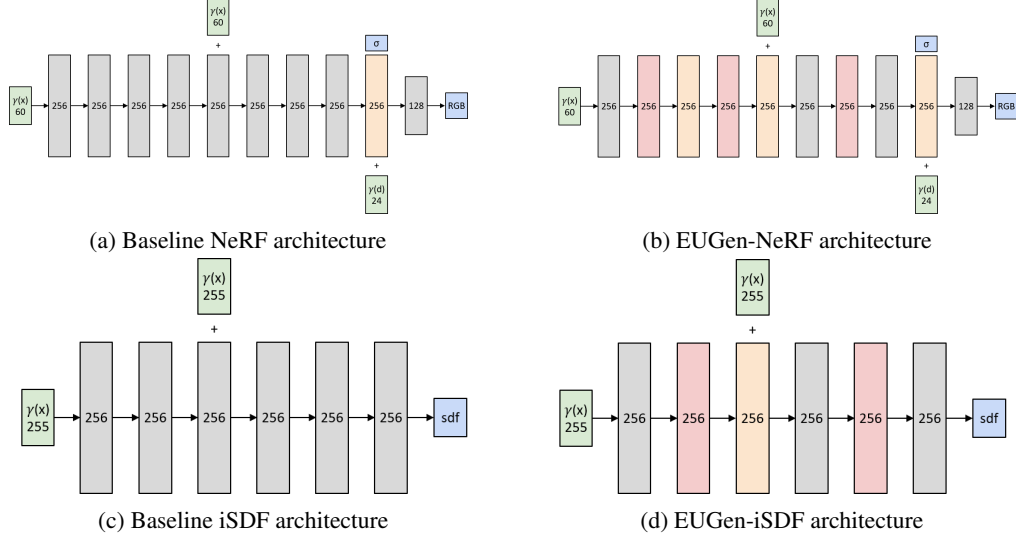 γ(x)
60
+
γ(x)
60
256
256
256
256
256
256
256
256
σ
256
128
RGB
+
γ(d)
24
(a) Baseline NeRF architecture
γ(x)
60
+
γ(x)
60
256
256
256
256
256
256
256
256
σ
256
128
RGB
+
γ(d)
24
(b) EUGen-NeRF architecture
γ(x)
255
+
γ(x)
255
256
256
256
256
256
256
sdf
(c) Baseline iSDF architecture
γ(x)
255
+
γ(x)
255
256
256
256
256
256
256
sdf
(d) EUGen-iSDF architecture